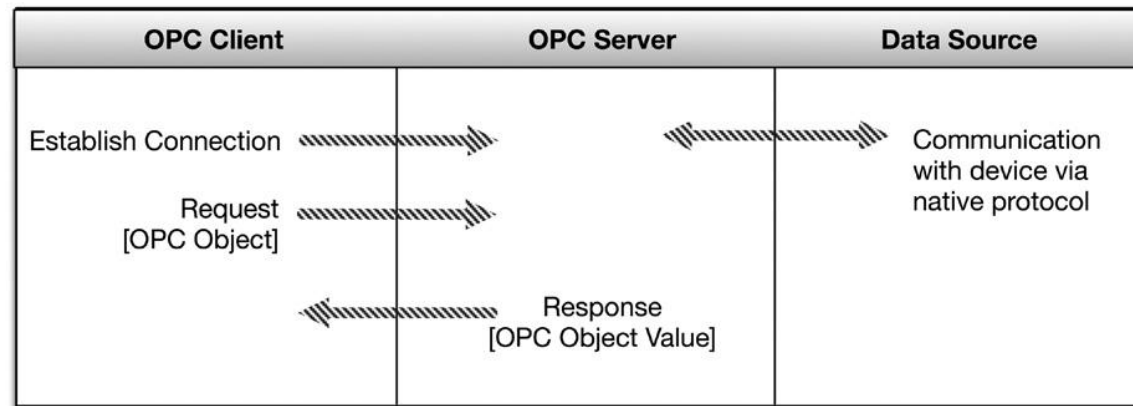 OPC Client
OPC Server
Data Source
Establish Connection
Communication
with device via
native protocol
Request
[OPC Object]
Response
[OPC Object Value]